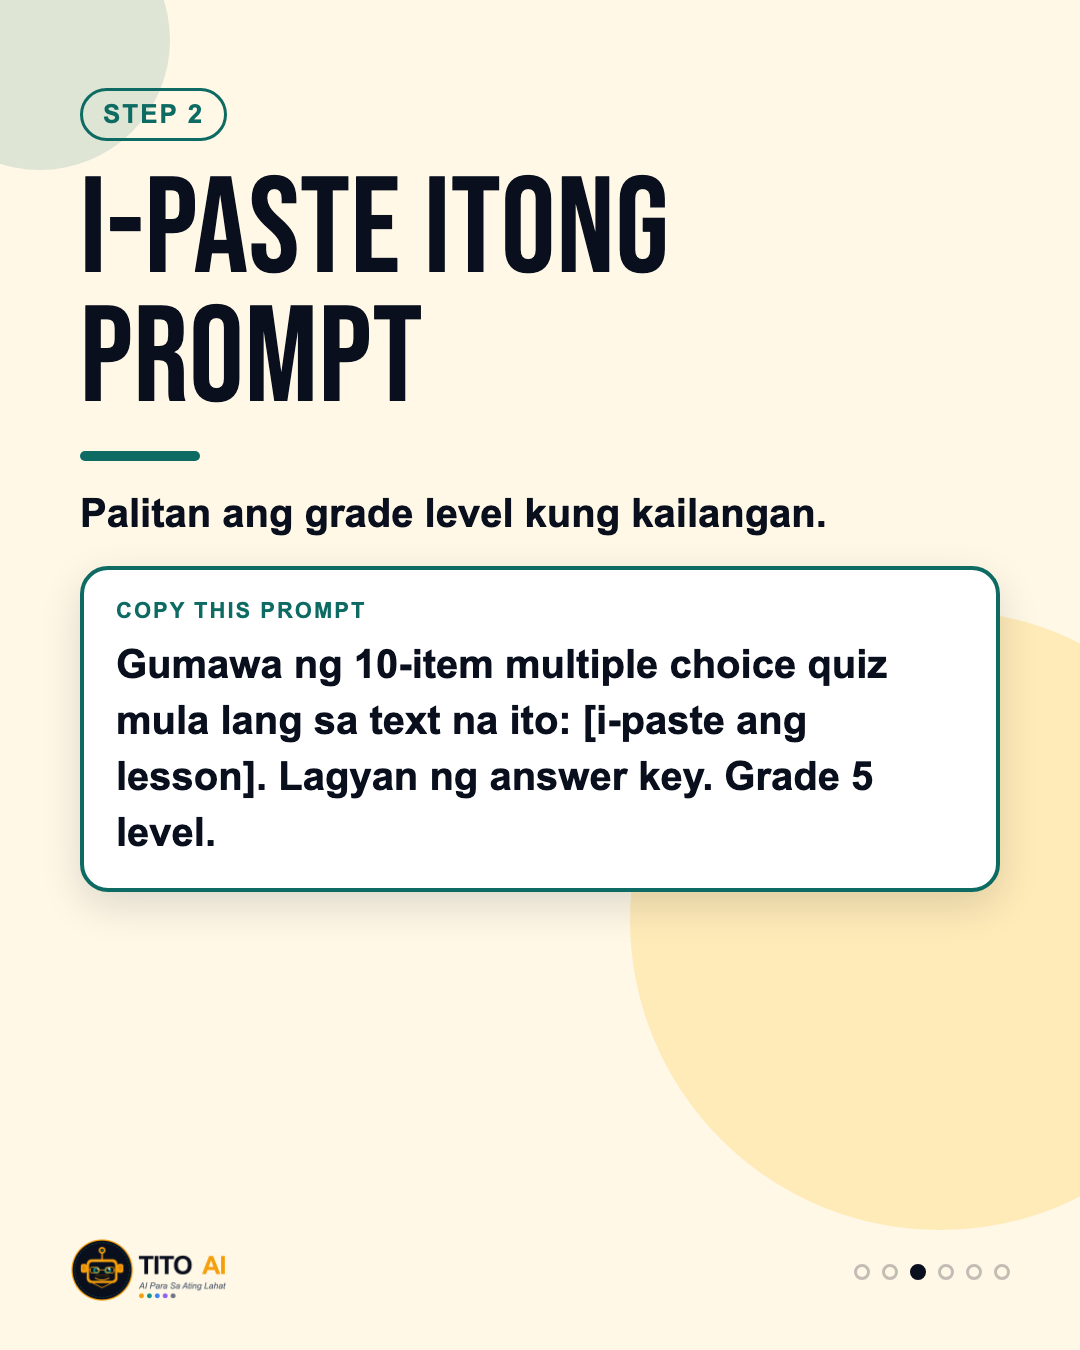 STEP 2
I-PASTE ITONG
PROMPT
Palitan ang grade level kung kailangan.
COPY THIS PROMPT
Gumawa ng 10-item multiple choice quiz
mula lang sa text na ito: [i-paste ang
lesson]. Lagyan ng answer key. Grade 5
level.
TITO AI
AI Para Sa Ating Lahat